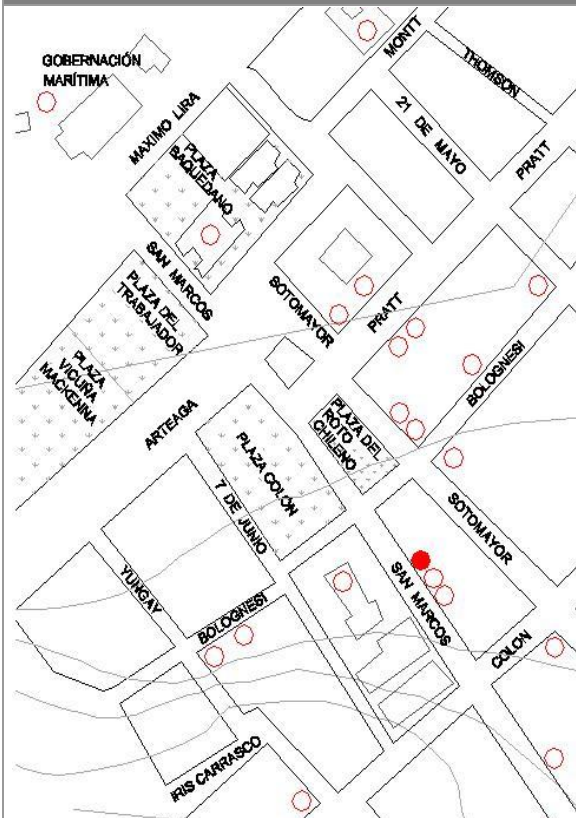 MONTT
THOMSON
GOBERNACIÓN
MARÍTIMA
MAXIMO LIRA
21 DE MAYO
PRATT
PLAZA
BAQUEDANO
SAN MARCOS
PLAZA DEL
TRABAJADOR
SOTOMAYOR
PRATT
PLAZA
VICUÑA
MACKENNA
BOLOGNESI
ARTEAGA
PLAZA DEL
ROTO
CHILENO
PLAZA COLÓN
7 DE JUNIO
SOTOMAYOR
YUNGAY
SAN MARCOS
BOLOGNESI
COLON
IRIS CARRASCO